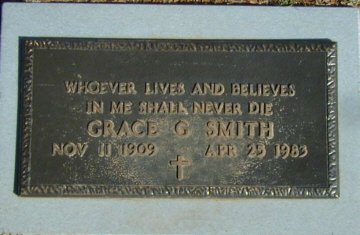 WHOEVER LIVES AND BELIEVES
IN ME SHALL NEVER DIE
GRACE G SMITH
NOV 11 1909 APR 25 1983